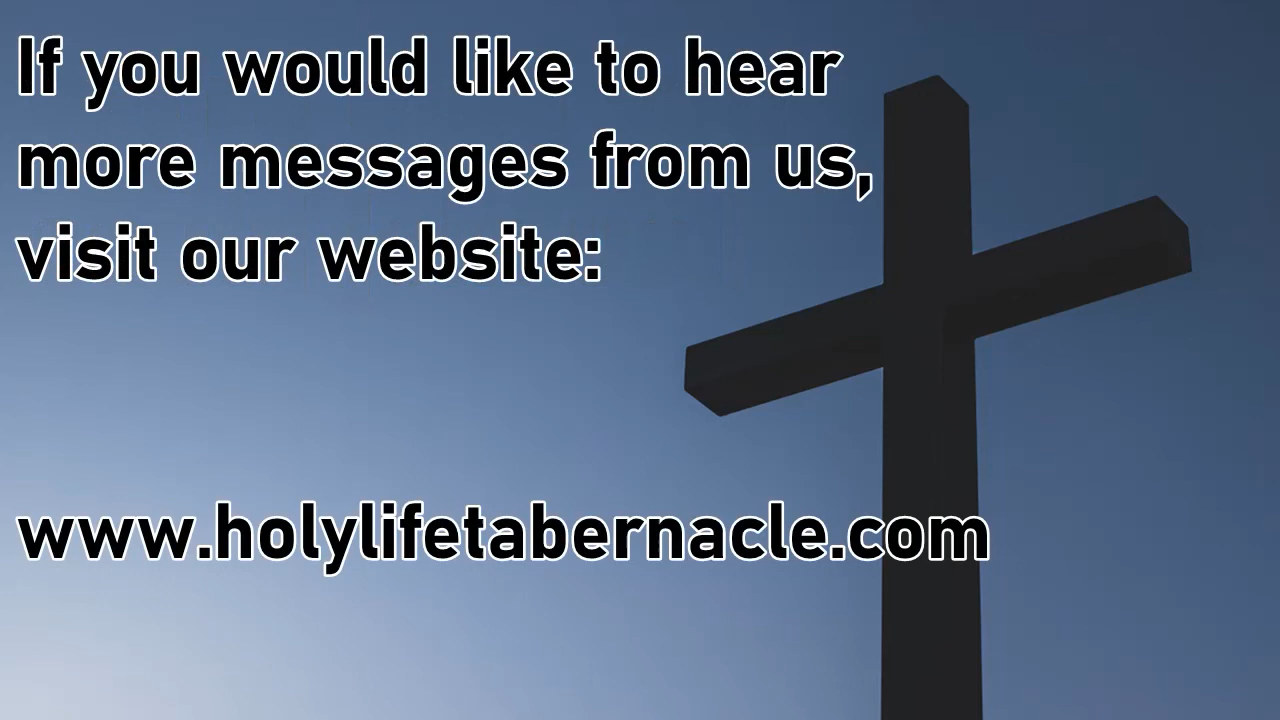 If you would like to hear
more messages from us,
visit our website:
www.holylifetabernacle.com